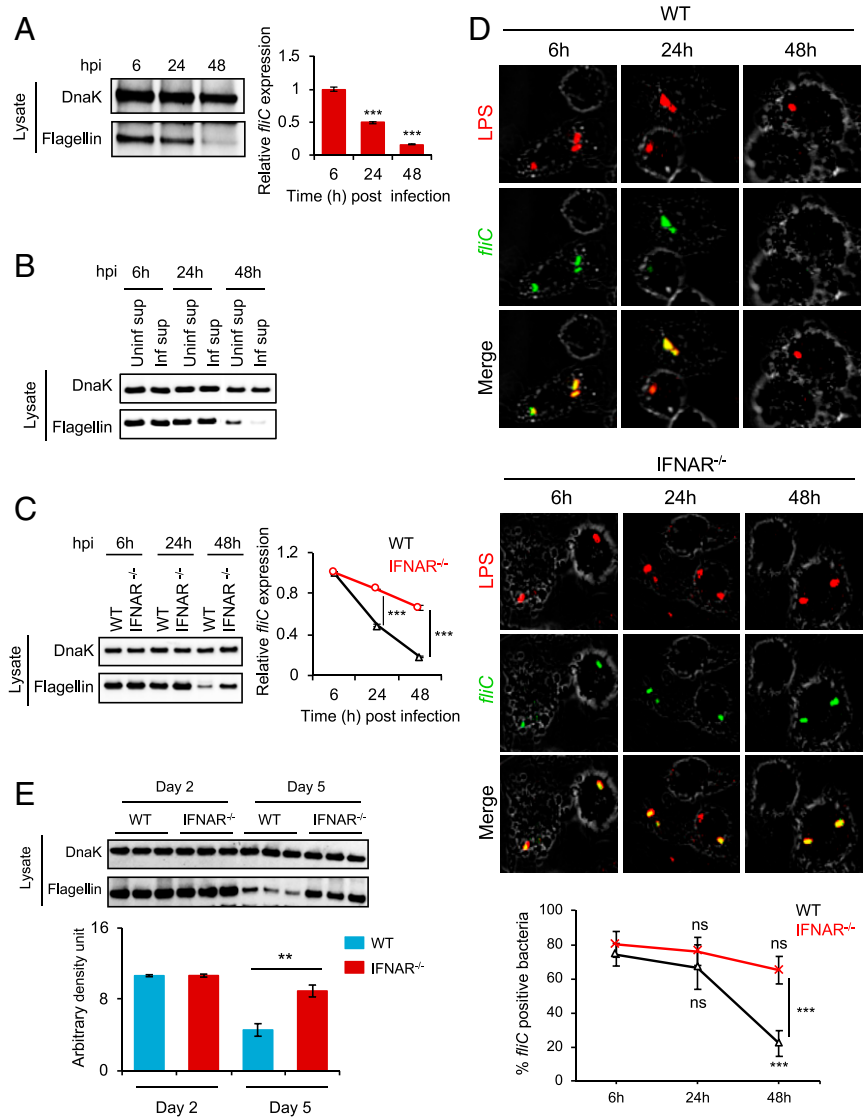 A
hpi 6 24 48
Lysate
DnaK
Flagellin
Relative fliC expression
1
0.5
0
***
***
6 24 48
Time (h) post infection
B
hpi 6h 24h 48h
Uninf sup Inf sup Uninf sup Inf sup Uninf sup Inf sup
Lysate
DnaK
Flagellin
C
hpi 6h 24h 48h
WT IFNAR-/- WT IFNAR-/- WT IFNAR-/-
Lysate
DnaK
Flagellin
Relative fliC expression
1.2
0.8
0.4
0
WT
IFNAR-/-
***
***
6 24 48
Time (h) post infection
D
WT
6h 24h 48h
LPS
fliC
Merge
IFNAR-/-
6h 24h 48h
LPS
fliC
Merge
% fliC positive bacteria
100
80
60
40
20
0
WT
IFNAR-/-
ns
ns
ns
***
***
6h 24h 48h
E
Day 2 Day 5
WT IFNAR-/- WT IFNAR-/-
Lysate
DnaK
Flagellin
Arbitrary density unit
16
8
0
WT
IFNAR-/-
**
Day 2 Day 5